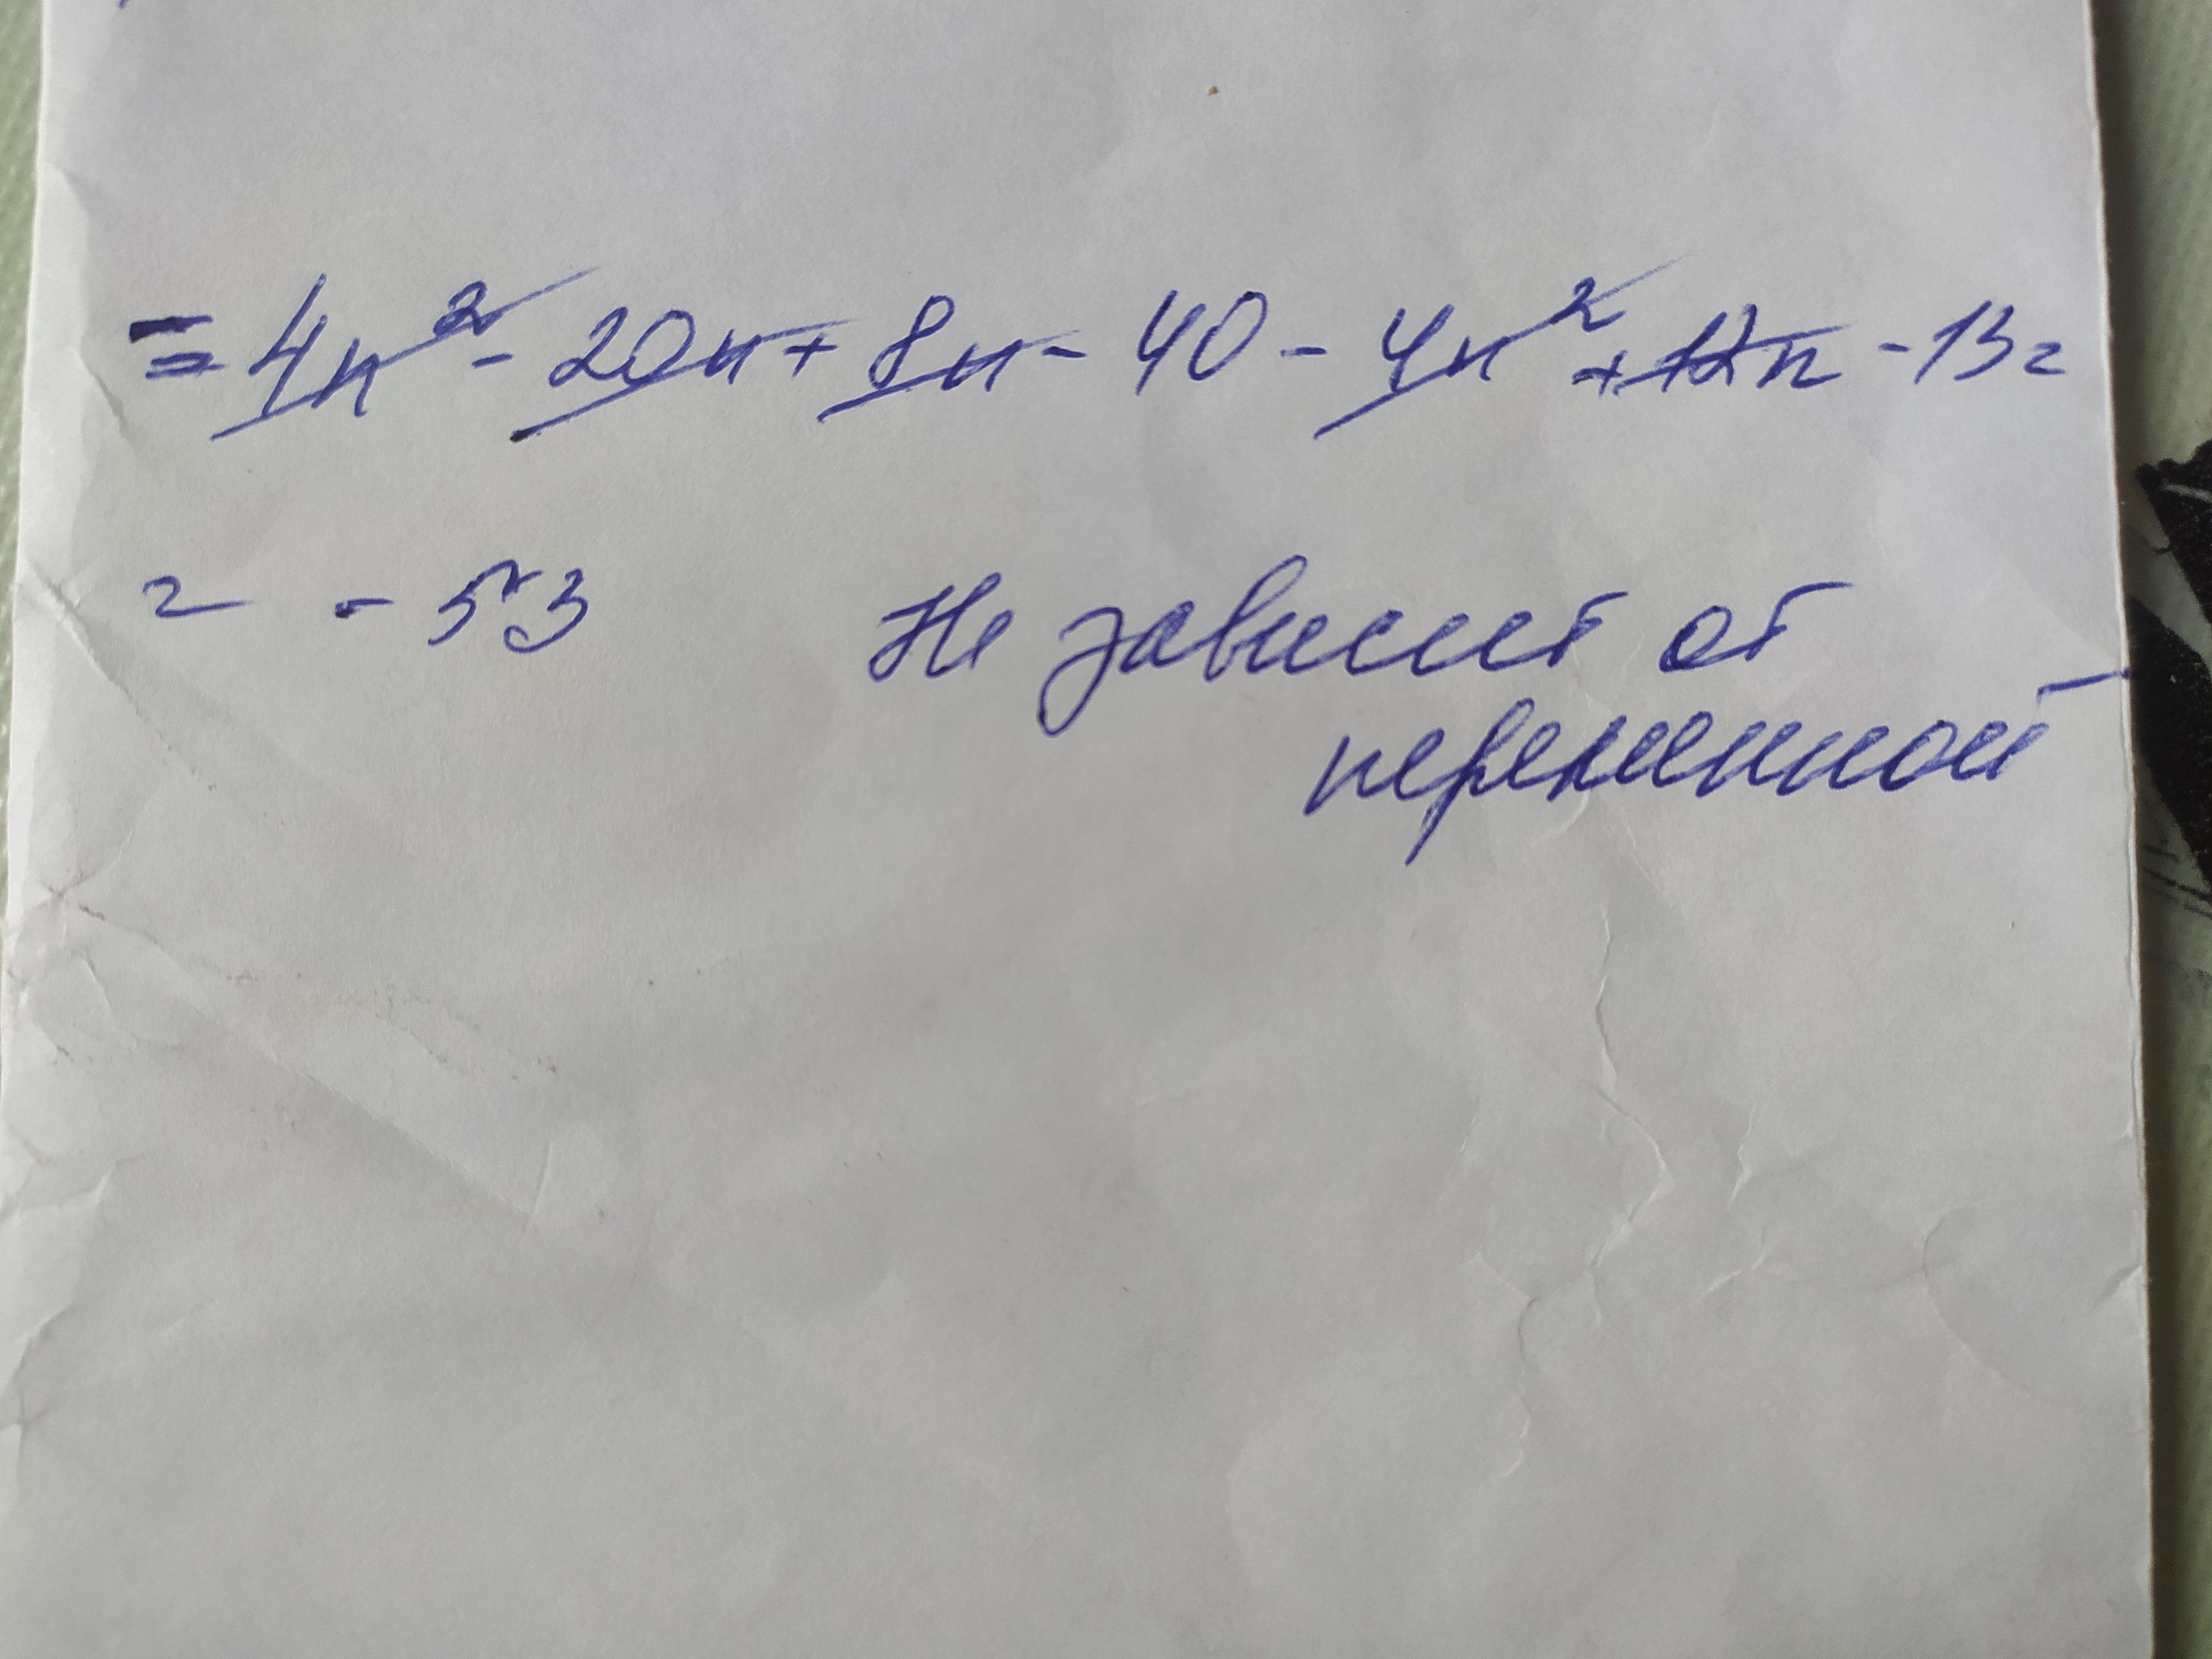 = 4n² - 20n + 8n - 40 - 4n² + 12n - 13 =
= - 53 Не зависит от
переменной